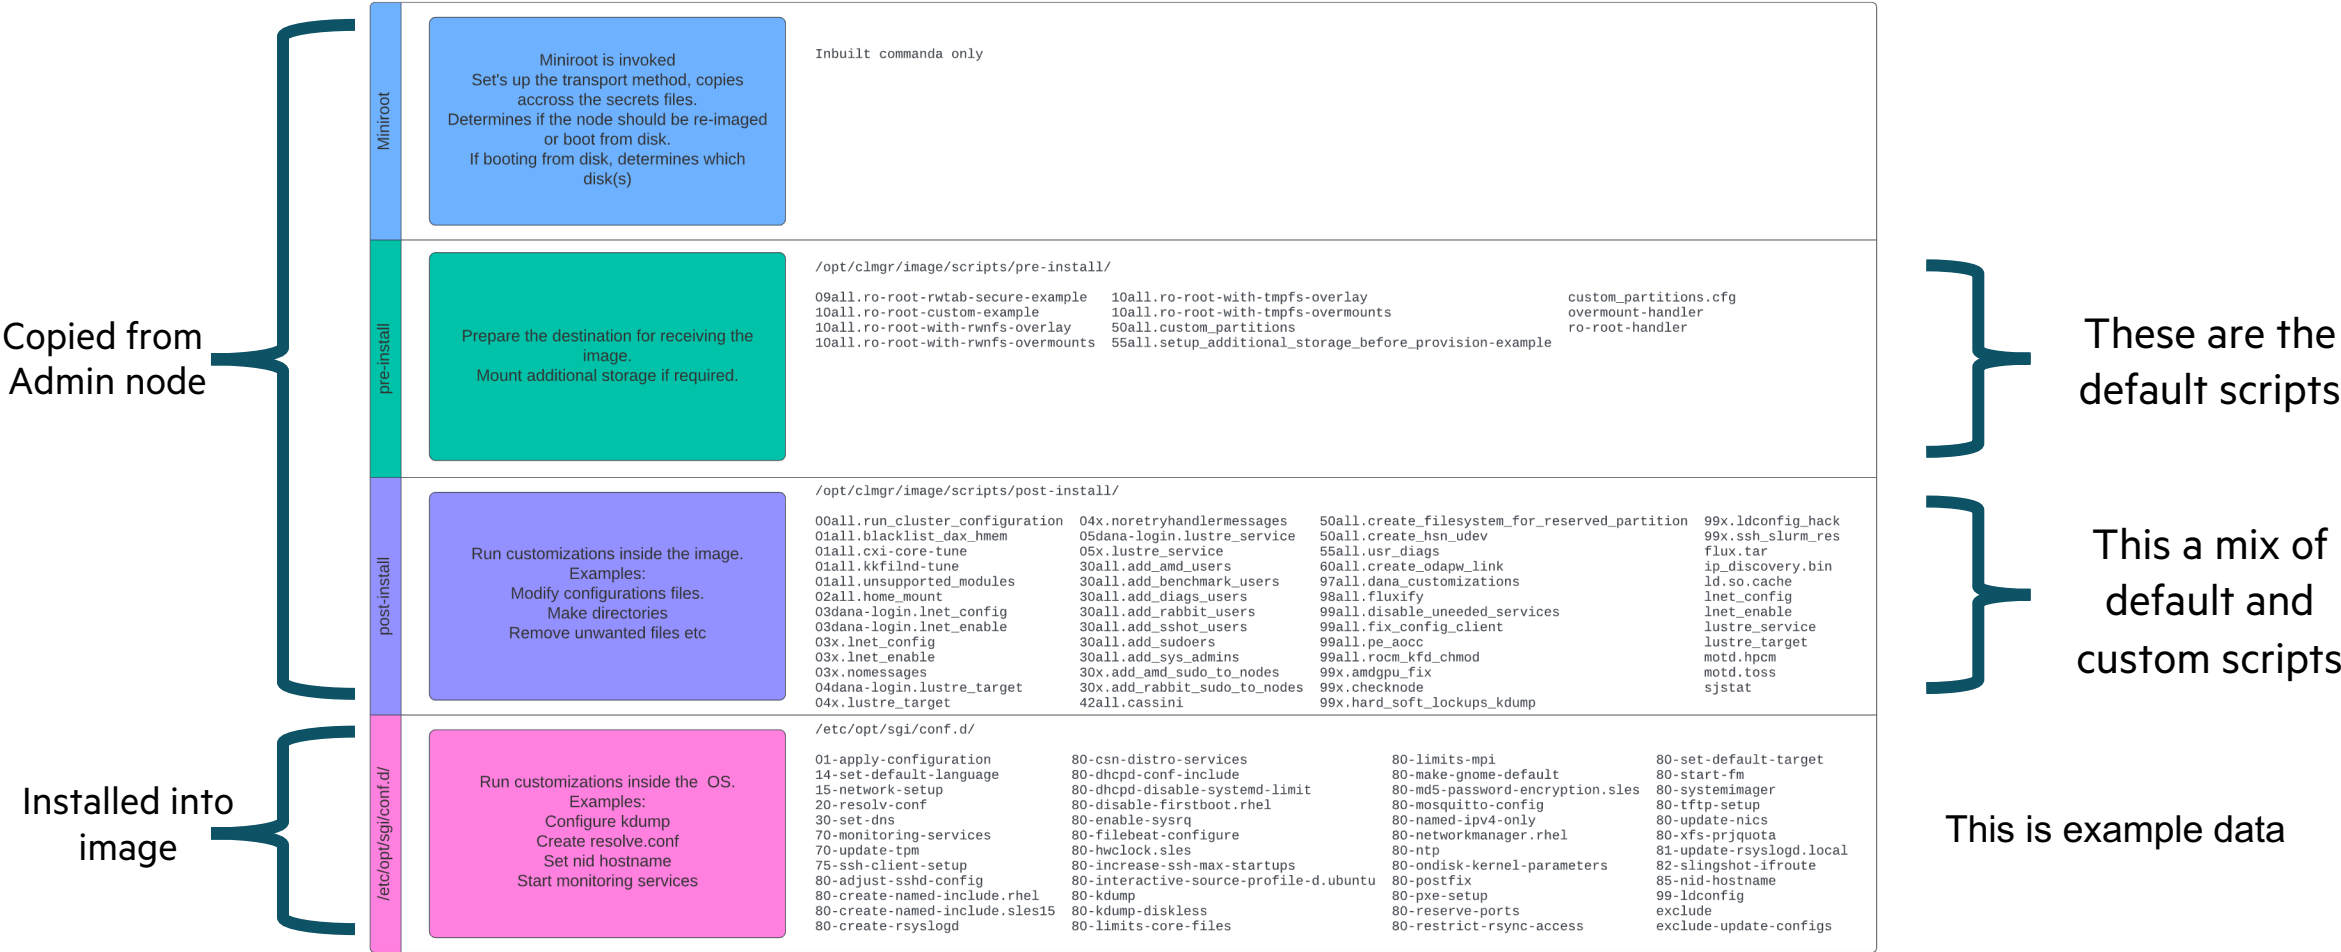 Copied from
Admin node
Installed into
image
Miniroot
Miniroot is invoked
Set's up the transport method, copies
accross the secrets files.
Determines if the node should be re-imaged
or boot from disk.
If booting from disk, determines which
disk(s)
Inbuilt commanda only
pre-install
Prepare the destination for receiving the
image.
Mount additional storage if required.
/opt/clmgr/image/scripts/pre-install/
09all.ro-root-rwtab-secure-example 10all.ro-root-with-tmpfs-overlay custom_partitions.cfg
10all.ro-root-custom-example 10all.ro-root-with-tmpfs-overmounts overmount-handler
10all.ro-root-with-rwnfs-overlay 50all.custom_partitions ro-root-handler
10all.ro-root-with-rwnfs-overmounts 55all.setup_additional_storage_before_provision-example
These are the
default scripts
post-install
Run customizations inside the image.
Examples:
Modify configurations files.
Make directories
Remove unwanted files etc
/opt/clmgr/image/scripts/post-install/
00all.run_cluster_configuration 04x.noretryhandlermessages 50all.create_filesystem_for_reserved_partition 99x.ldconfig_hack
01all.blacklist_dax_hmem 05dana-login.lustre_service 50all.create_hsn_udev 99x.ssh_slurm_res
01all.cxi-core-tune 05x.lustre_service 55all.usr_diags flux.tar
01all.kkfilnd-tune 30all.add_amd_users 60all.create_odapw_link ip_discovery.bin
01all.unsupported_modules 30all.add_benchmark_users 97all.dana_customizations ld.so.cache
02all.home_mount 30all.add_diags_users 98all.fluxify lnet_config
03dana-login.lnet_config 30all.add_rabbit_users 99all.disable_uneeded_services lnet_enable
03dana-login.lnet_enable 30all.add_sshot_users 99all.fix_config_client lustre_service
03x.lnet_config 30all.add_sudoers 99all.pe_aocc lustre_target
03x.lnet_enable 30all.add_sys_admins 99all.rocm_kfd_chmod motd.hpcm
03x.nomessages 30x.add_amd_sudo_to_nodes 99x.amdgpu_fix motd.toss
04dana-login.lustre_target 30x.add_rabbit_sudo_to_nodes 99x.checknode sjstat
04x.lustre_target 42all.cassini 99x.hard_soft_lockups_kdump
This a mix of
default and
custom scripts
/etc/opt/sgi/conf.d/
Run customizations inside the OS.
Examples:
Configure kdump
Create resolve.conf
Set nid hostname
Start monitoring services
/etc/opt/sgi/conf.d/
01-apply-configuration 80-csn-distro-services 80-limits-mpi 80-set-default-target
14-set-default-language 80-dhcpd-conf-include 80-make-gnome-default 80-start-fm
15-network-setup 80-dhcpd-disable-systemd-limit 80-md5-password-encryption.sles 80-systemimager
20-resolv-conf 80-disable-firstboot.rhel 80-mosquitto-config 80-tftp-setup
30-set-dns 80-enable-sysrq 80-named-ipv4-only 80-update-nics
70-monitoring-services 80-filebeat-configure 80-networkmanager.rhel 80-xfs-prjquota
70-update-tpm 80-hwclock.sles 80-ntp 81-update-rsyslogd.local
75-ssh-client-setup 80-increase-ssh-max-startups 80-ondisk-kernel-parameters 82-slingshot-ifroute
80-adjust-sshd-config 80-interactive-source-profile-d.ubuntu 80-postfix 85-nid-hostname
80-create-named-include.rhel 80-kdump 80-pxe-setup 99-ldconfig
80-create-named-include.sles15 80-kdump-diskless 80-reserve-ports exclude
80-create-rsyslogd 80-limits-core-files 80-restrict-rsync-access exclude-update-configs
This is example data